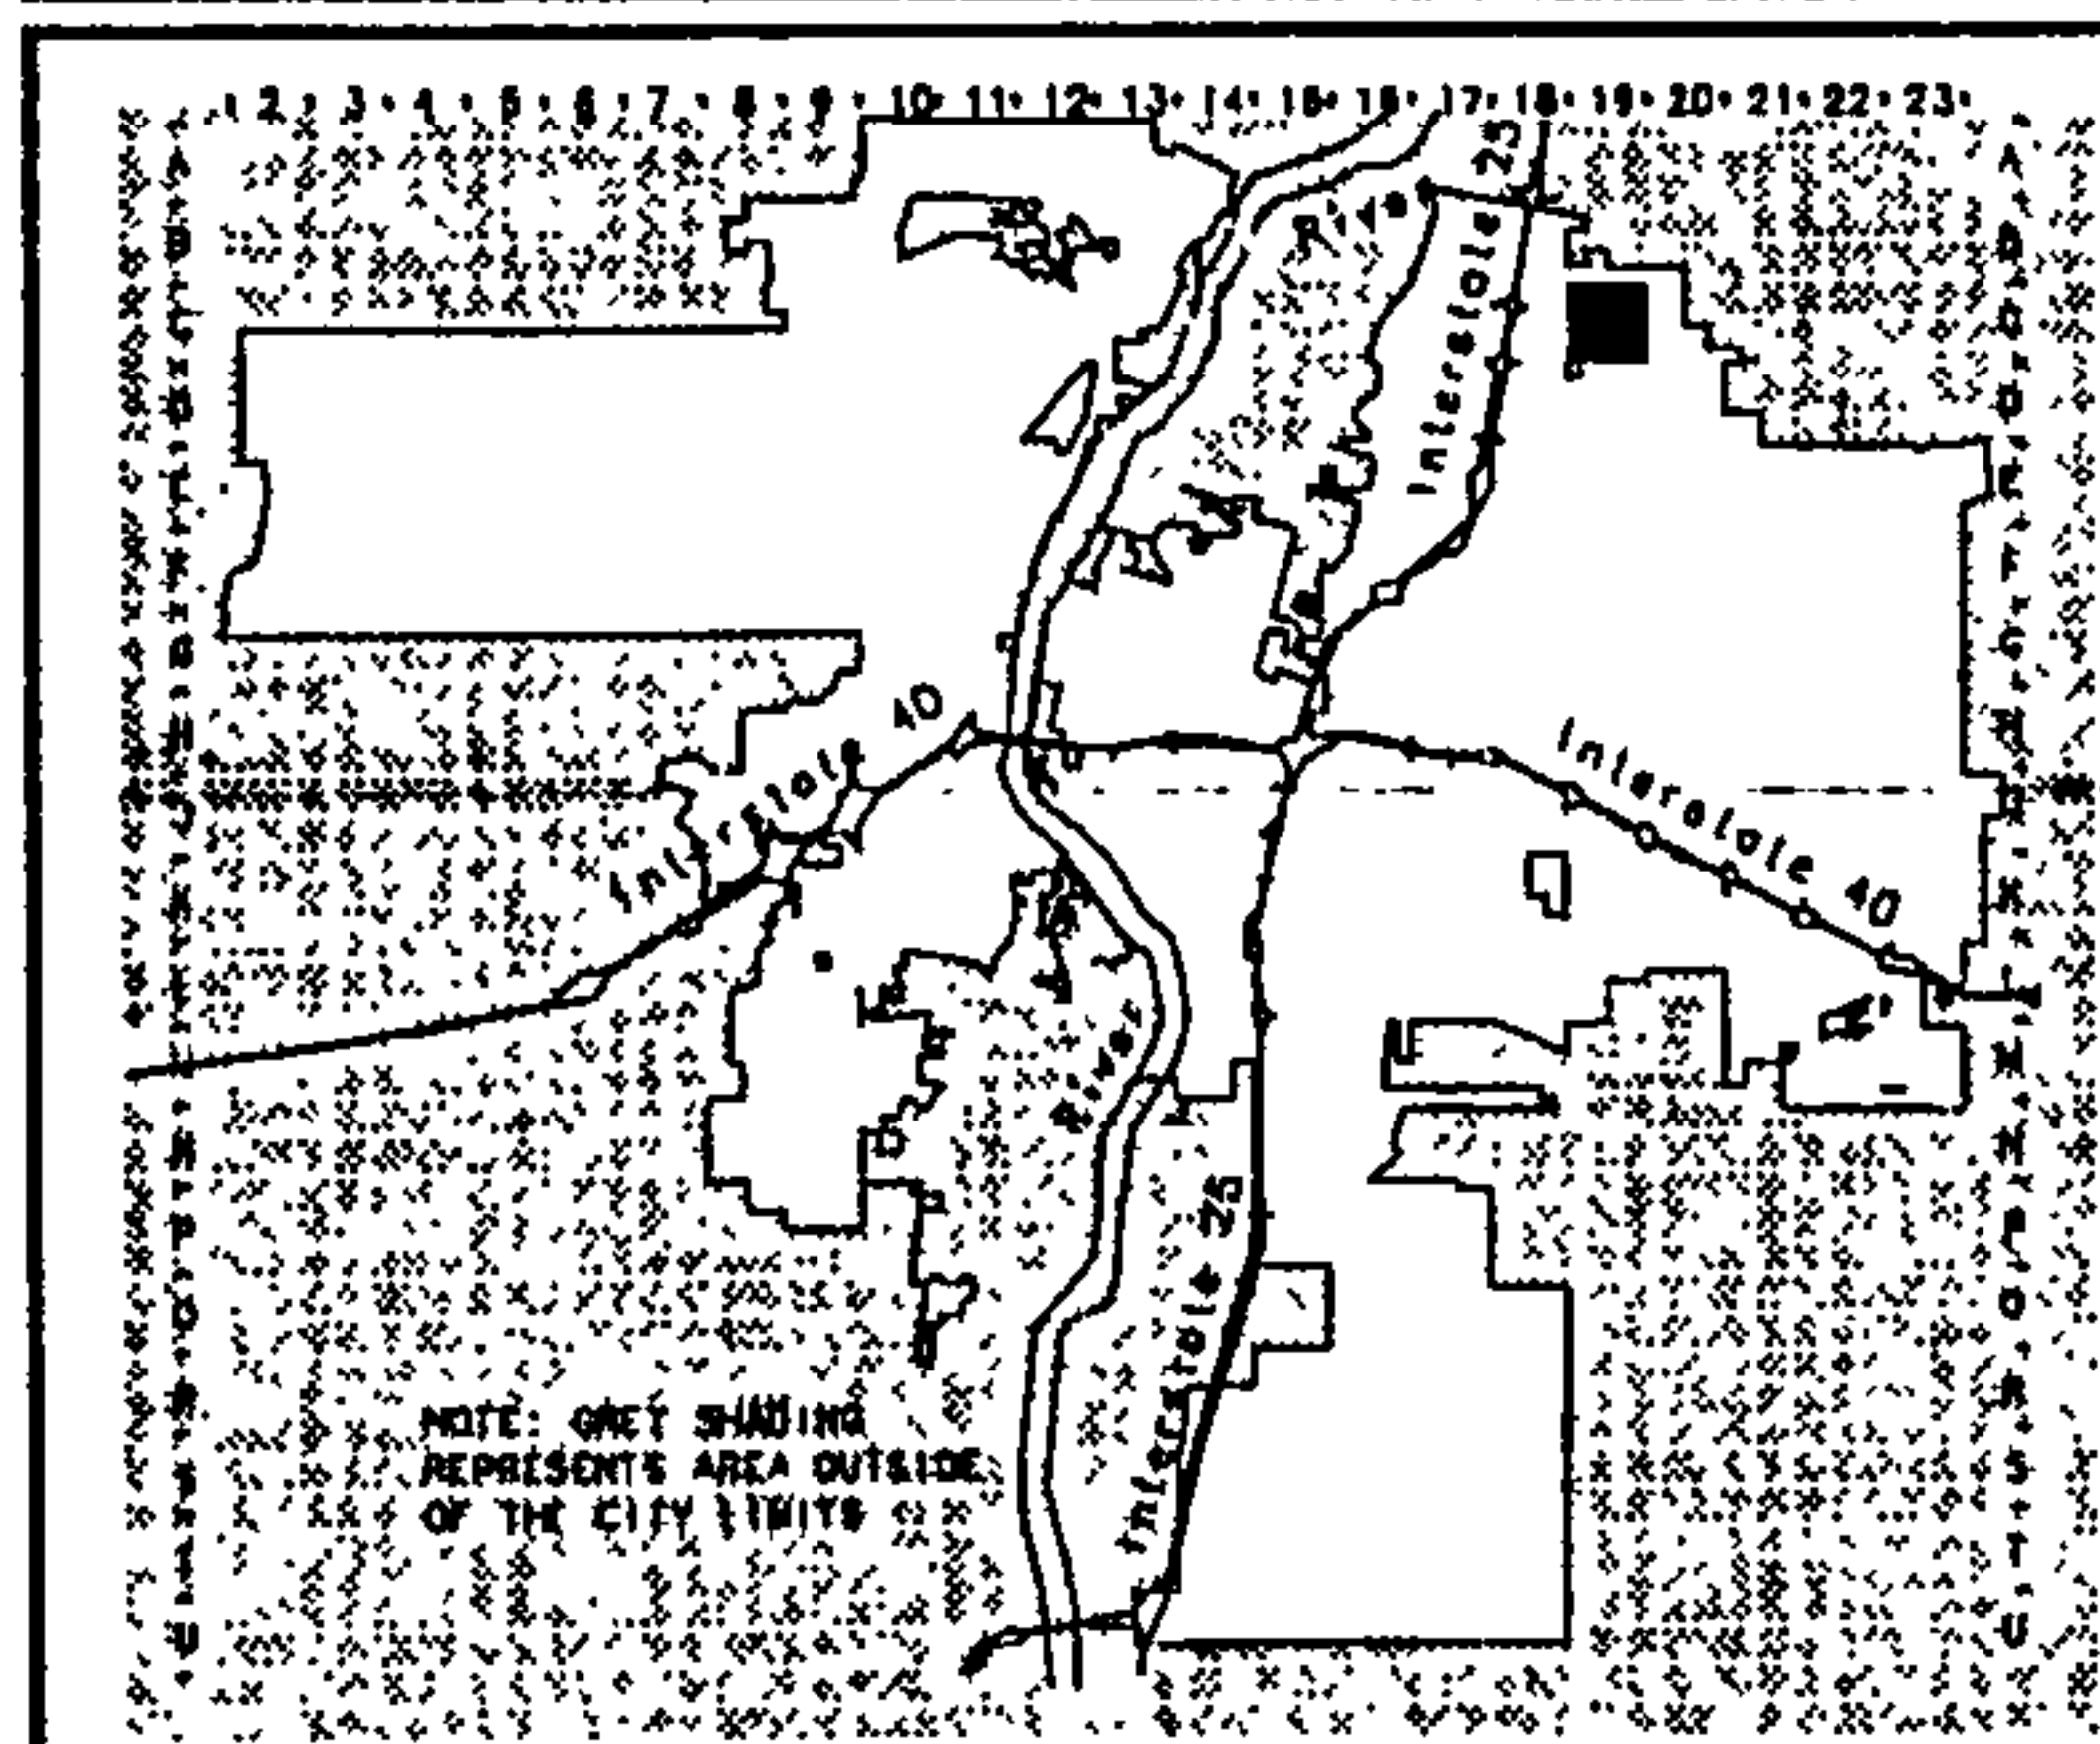 1 2 3 4 5 6 7 8 9 10 11 12 13 14 15 16 17 18 19 20 21 22 23
River
Interstate 25
Interstate 40
Interstate 40
River
Interstate 25
NOTE: GREY SHADING
REPRESENTS AREA OUTSIDE
OF THE CITY LIMITS